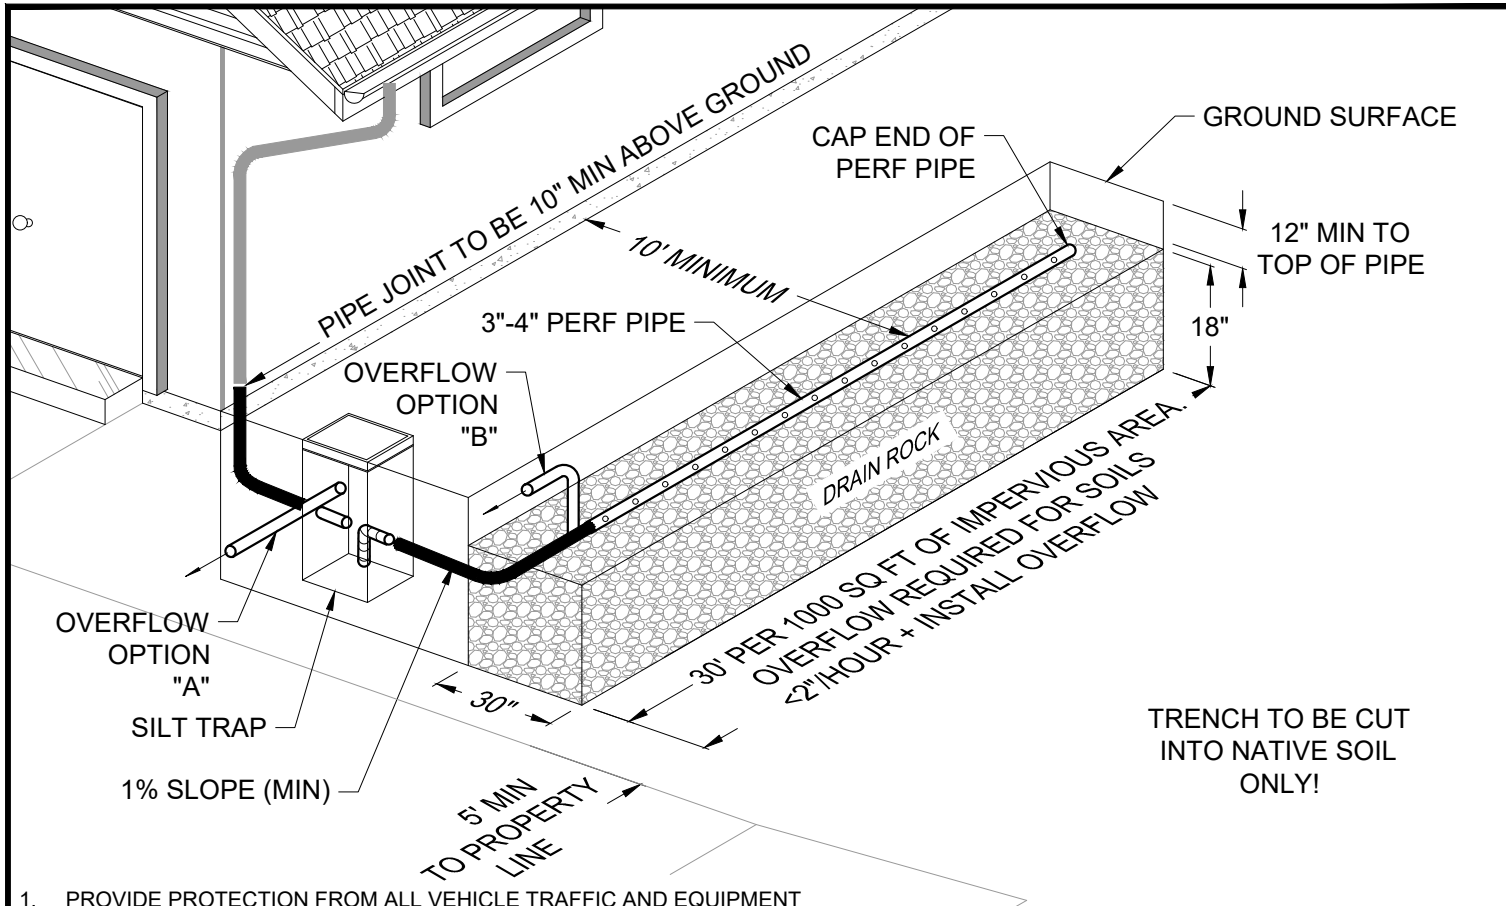 PIPE JOINT TO BE 10" MIN ABOVE GROUND
CAP END OF
PERF PIPE
GROUND SURFACE
12" MIN TO
TOP OF PIPE
10' MINIMUM
3"-4" PERF PIPE
18"
OVERFLOW
OPTION
"B"
DRAIN ROCK
30' PER 1000 SQ FT OF IMPERVIOUS AREA.
OVERFLOW REQUIRED FOR SOILS
<2"/HOUR + INSTALL OVERFLOW
OVERFLOW
OPTION
"A"
SILT TRAP
30"
1% SLOPE (MIN)
5' MIN
TO PROPERTY
LINE
TRENCH TO BE CUT
INTO NATIVE SOIL
ONLY!
1. PROVIDE PROTECTION FROM ALL VEHICLE TRAFFIC AND EQUIPMENT